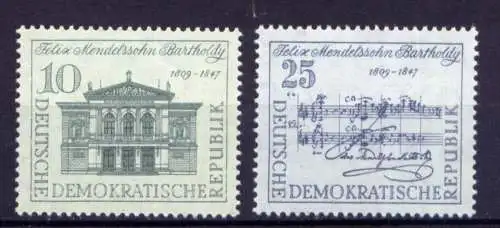 Felix Mendelssohn Bartholdy
10
1809-1847
DEUTSCHE
DEMOKRATISCHE
REPUBLIK
Felix Mendelssohn Bartholdy
25
1809-1847
DEUTSCHE
DEMOKRATISCHE
REPUBLIK